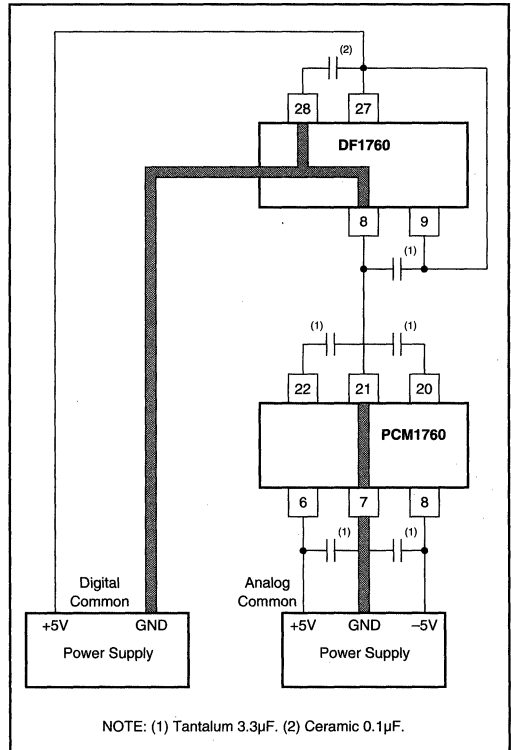 (2)
28 27
DF1760
8 9
(1)
(1) (1)
22 21 20
PCM1760
6 7 8
(1) (1)
Digital
Common
Analog
Common
+5V GND
Power Supply
+5V GND –5V
Power Supply
NOTE: (1) Tantalum 3.3µF. (2) Ceramic 0.1µF.